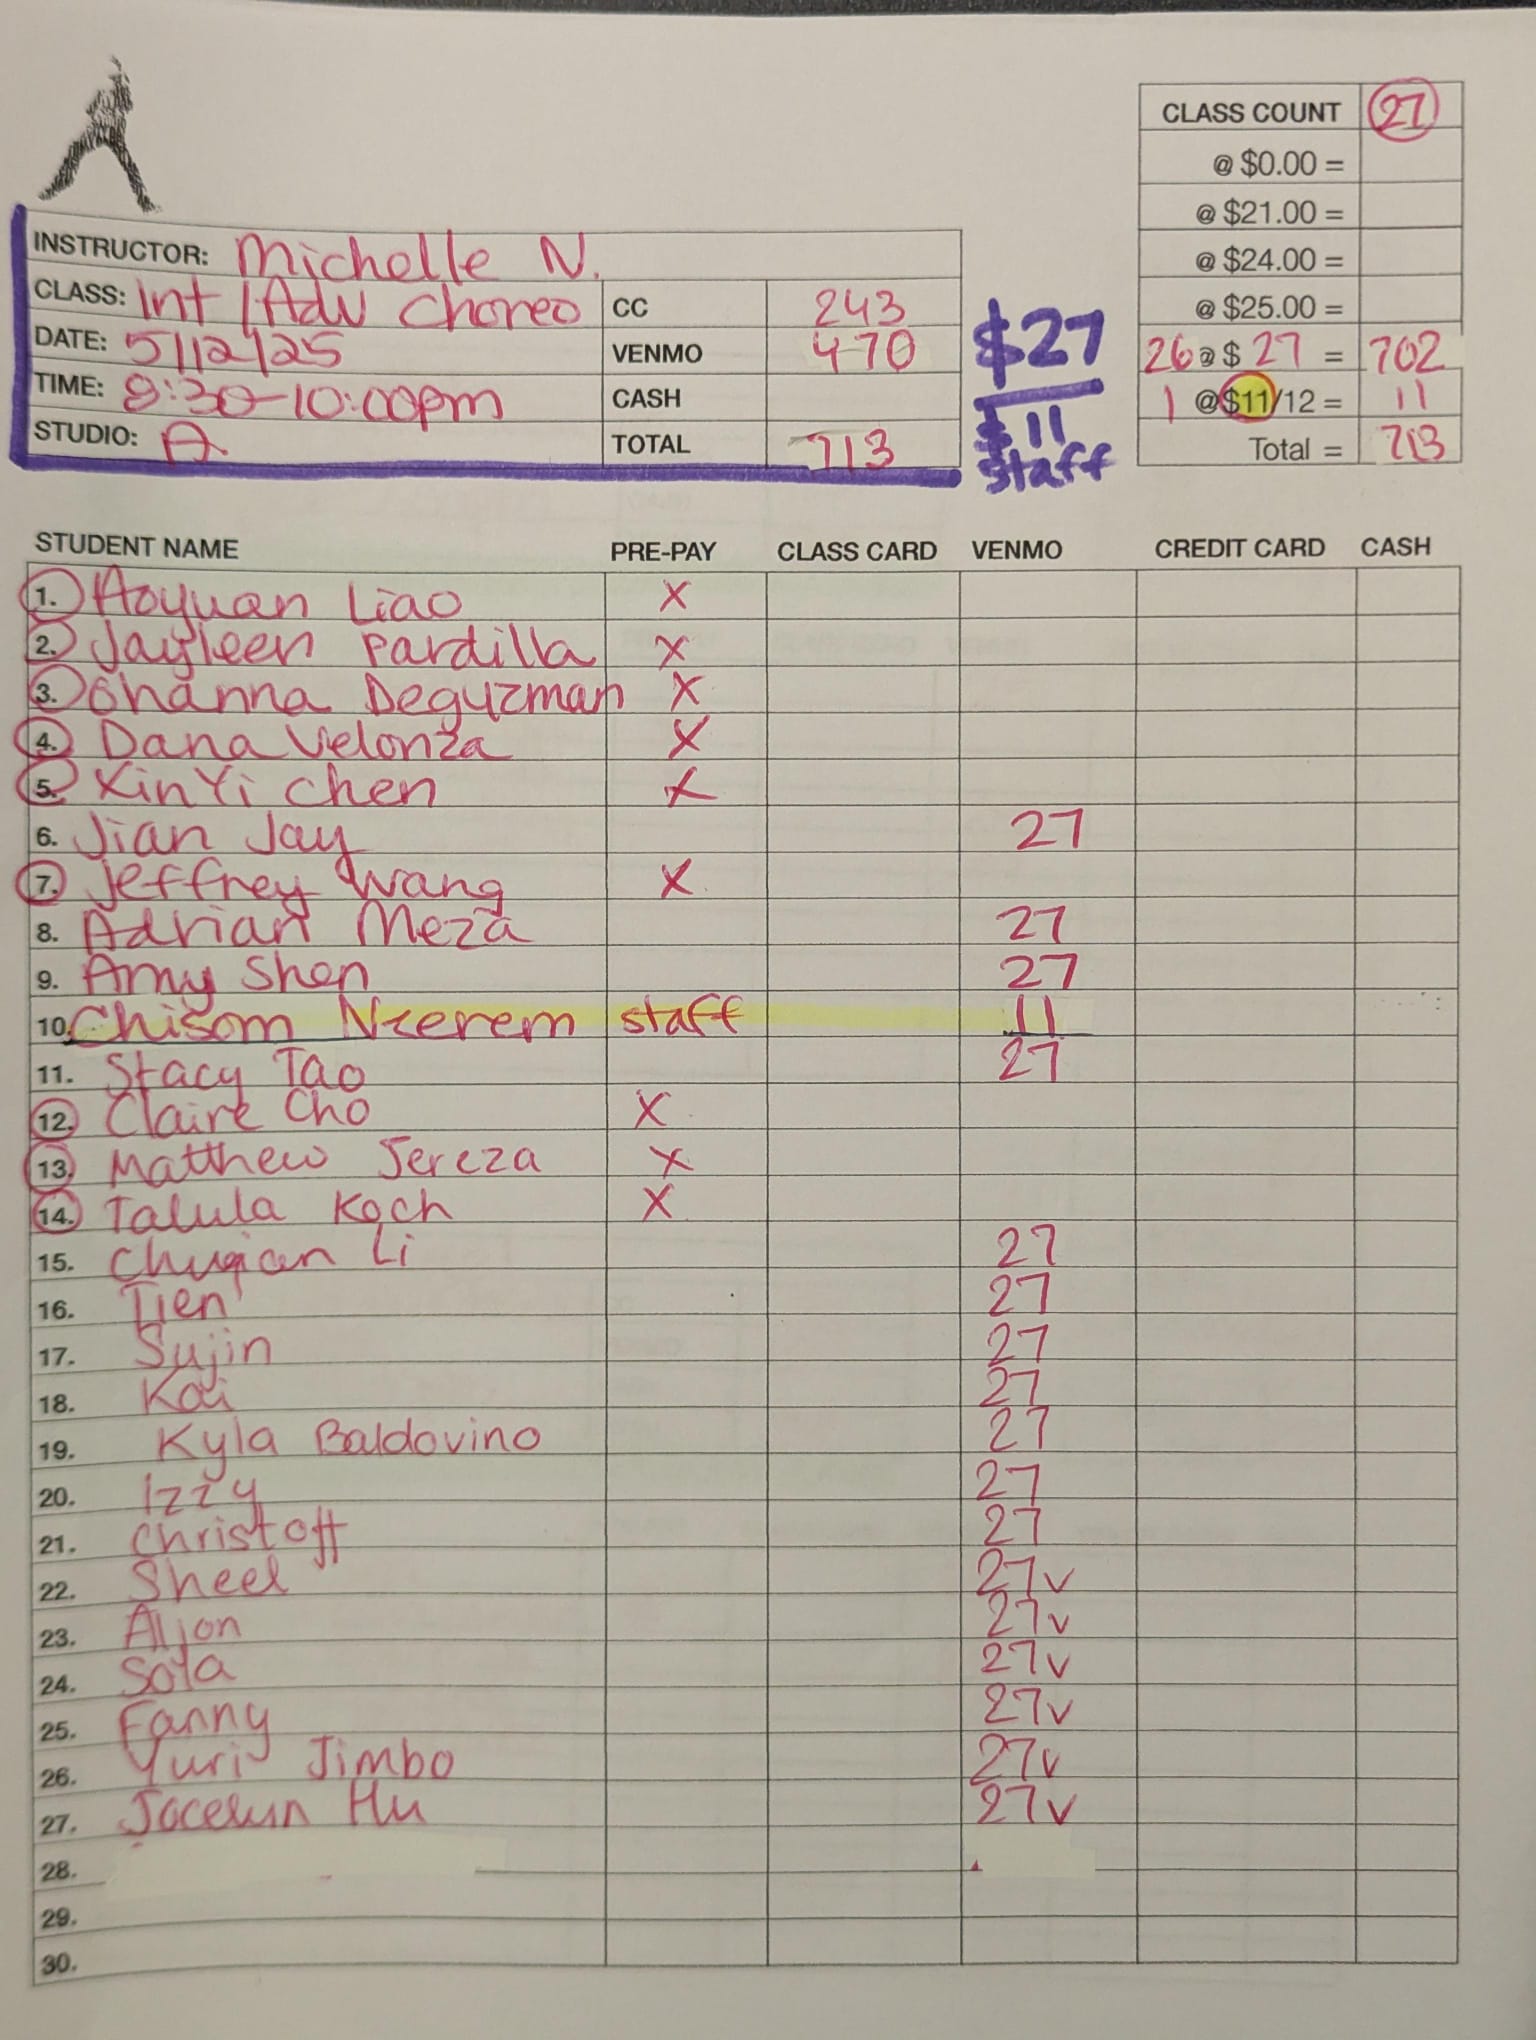 CLASS COUNT 27
@ $0.00 =
@ $21.00 =
@ $24.00 =
@ $25.00 =
26 @ $ 27 = 702
1 @ $11/12 = 11
Total = 713
INSTRUCTOR: Michelle N.
CLASS: Int / Adv Choreo CC 243
DATE: 5/12/25 VENMO 470
TIME: 8:30-10:00pm CASH
STUDIO: A TOTAL 713
$27
$11
staff
STUDENT NAME PRE-PAY CLASS CARD VENMO CREDIT CARD CASH
1. Aoyuan Liao X
2. Jayleen Pardilla X
3. Ohanna Deguzman X
4. Dana Velonza X
5. XinYi Chen X
6. Jian Jay 27
7. Jeffrey Wang X
8. Adrian Meza 27
9. Amy Shen 27
10. Chisom Nzerem staff 11
11. Stacy Tao 27
12. Claire Cho X
13. Matthew Jereza X
14. Talula Koch X
15. Chuqian Li 27
16. Tien 27
17. Sujin 27
18. Kai 27
19. Kyla Baldovino 27
20. Izzy 27
21. Christoff 27
22. Sheel 27v
23. Aljon 27v
24. Sota 27v
25. Fanny 27v
26. Yuri Jimbo 27v
27. Jocelyn Hu 27v
28.
29.
30.